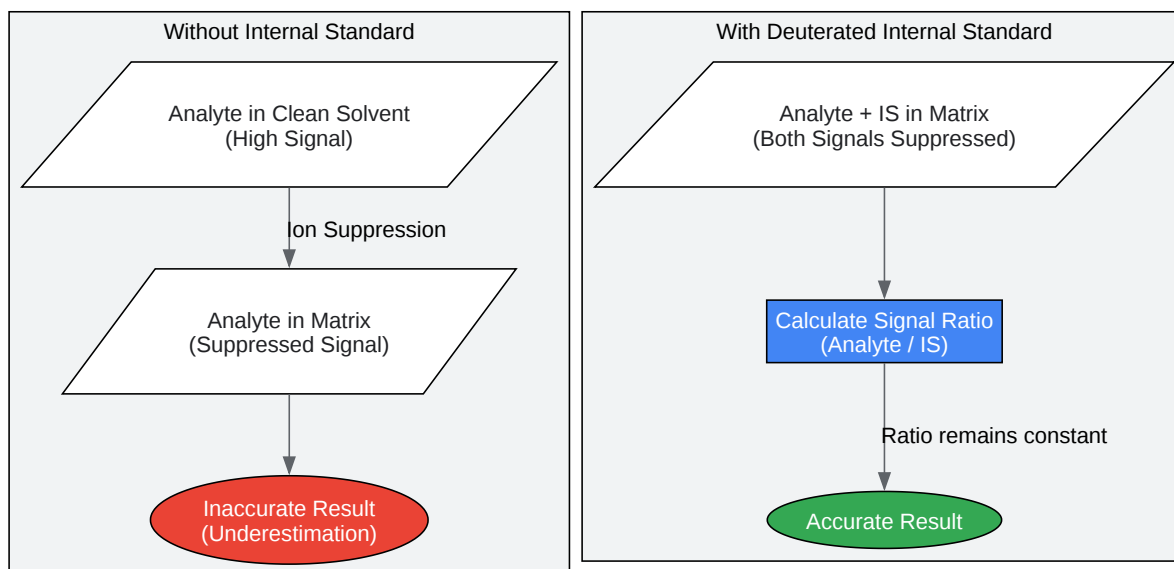 Without Internal Standard
Analyte in Clean Solvent
(High Signal)
Ion Suppression
Analyte in Matrix
(Suppressed Signal)
Inaccurate Result
(Underestimation)
With Deuterated Internal Standard
Analyte + IS in Matrix
(Both Signals Suppressed)
Calculate Signal Ratio
(Analyte / IS)
Ratio remains constant
Accurate Result